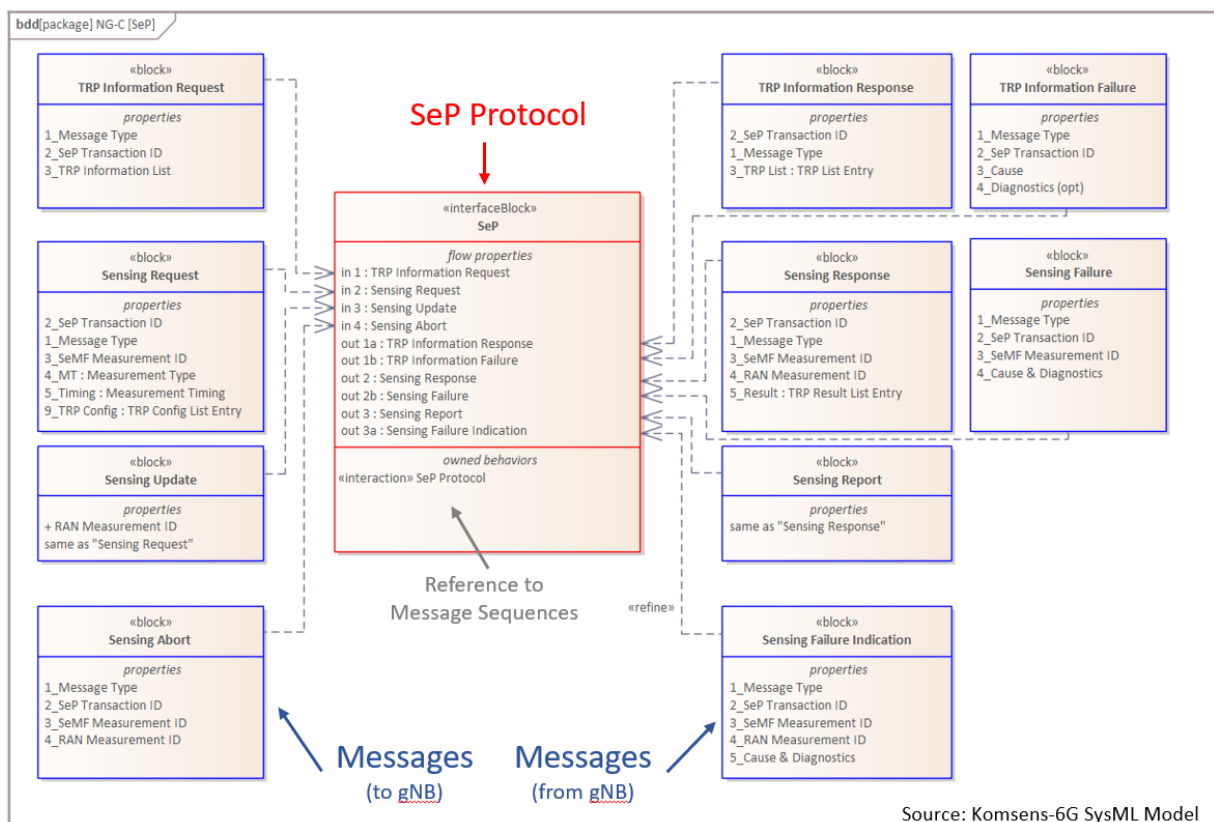 bdd[package] NG-C [SeP]
«block»
TRP Information Request
properties
1_Message Type
2_SeP Transaction ID
3_TRP Information List
«block»
Sensing Request
properties
2_SeP Transaction ID
1_Message Type
3_SeMF Measurement ID
4_MT : Measurement Type
5_Timing : Measurement Timing
9_TRP Config : TRP Config List Entry
«block»
Sensing Update
properties
+ RAN Measurement ID
same as "Sensing Request"
«block»
Sensing Abort
properties
1_Message Type
2_SeP Transaction ID
3_SeMF Measurement ID
4_RAN Measurement ID
SeP Protocol
«interfaceBlock»
SeP
flow properties
in 1 : TRP Information Request
in 2 : Sensing Request
in 3 : Sensing Update
in 4 : Sensing Abort
out 1a : TRP Information Response
out 1b : TRP Information Failure
out 2 : Sensing Response
out 2b : Sensing Failure
out 3 : Sensing Report
out 3a : Sensing Failure Indication
owned behaviors
«interaction» SeP Protocol
Reference to
Message Sequences
«refine»
Messages
(to gNB)
Messages
(from gNB)
«block»
TRP Information Response
properties
2_SeP Transaction ID
1_Message Type
3_TRP List : TRP List Entry
«block»
TRP Information Failure
properties
1_Message Type
2_SeP Transaction ID
3_Cause
4_Diagnostics (opt)
«block»
Sensing Response
properties
2_SeP Transaction ID
1_Message Type
3_SeMF Measurement ID
4_RAN Measurement ID
5_Result : TRP Result List Entry
«block»
Sensing Failure
properties
1_Message Type
2_SeP Transaction ID
3_SeMF Measurement ID
4_Cause & Diagnostics
«block»
Sensing Report
properties
same as "Sensing Response"
«block»
Sensing Failure Indication
properties
1_Message Type
2_SeP Transaction ID
3_SeMF Measurement ID
4_RAN Measurement ID
5_Cause & Diagnostics
Source: Komsens-6G SysML Model